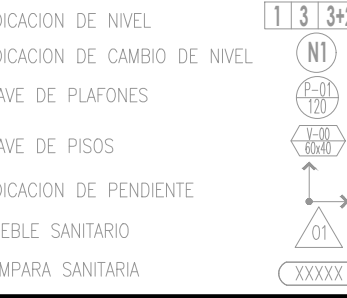 DICACION DE NIVEL 1 3 3+2
DICACION DE CAMBIO DE NIVEL N1
AVE DE PLAFONES P-01
120
AVE DE PISOS V-00
60x40
DICACION DE PENDIENTE
EBLE SANITARIO 01
MPARA SANITARIA XXXXX